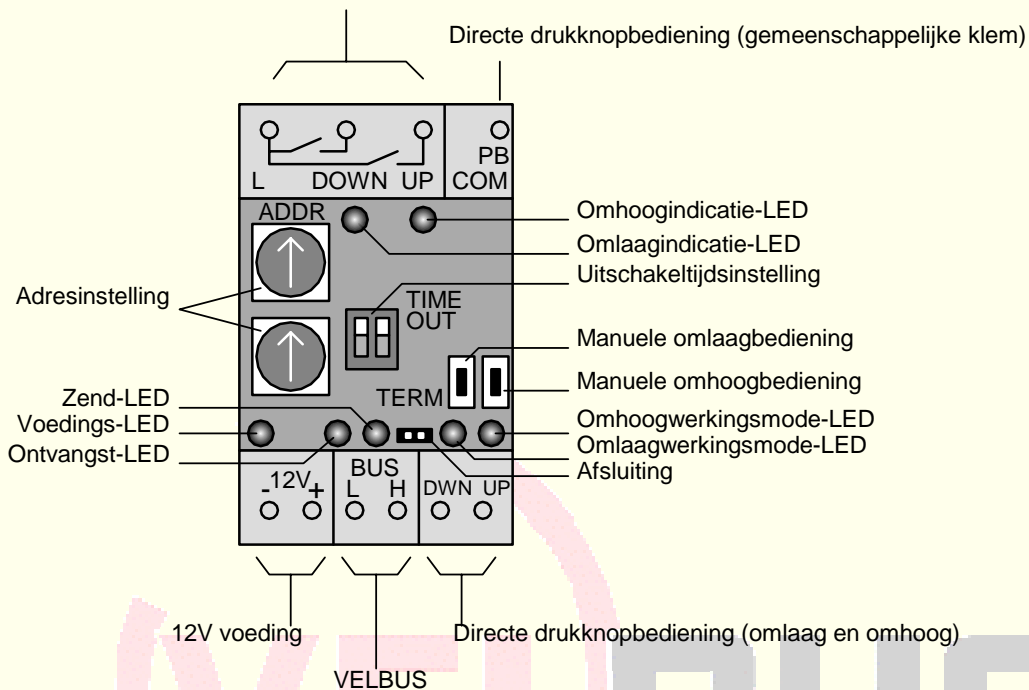 Directe drukknopbediening (gemeenschappelijke klem)
PB
L DOWN UP COM
ADDR
Omhoogindicatie-LED
Omlaagindicatie-LED
Uitschakeltijdsinstelling
Adresinstelling
TIME
OUT
Manuele omlaagbediening
Manuele omhoogbediening
TERM
Zend-LED
Voedings-LED
Ontvangst-LED
Omhoogwerkingsmode-LED
Omlaagwerkingsmode-LED
Afsluiting
BUS
- 12V + L H DWN UP
12V voeding
Directe drukknopbediening (omlaag en omhoog)
VELBUS